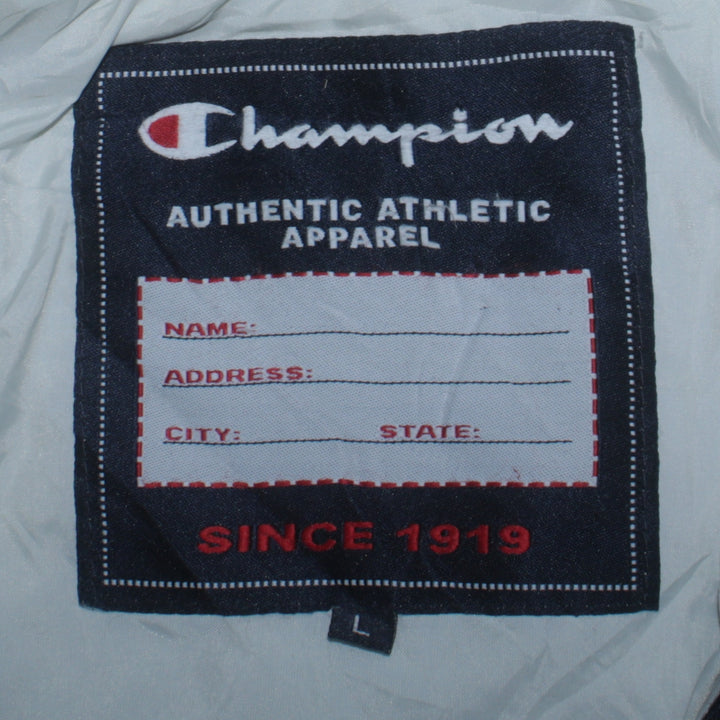 Champion
AUTHENTIC ATHLETIC
APPAREL
NAME:
ADDRESS:
CITY: STATE:
SINCE 1919
L